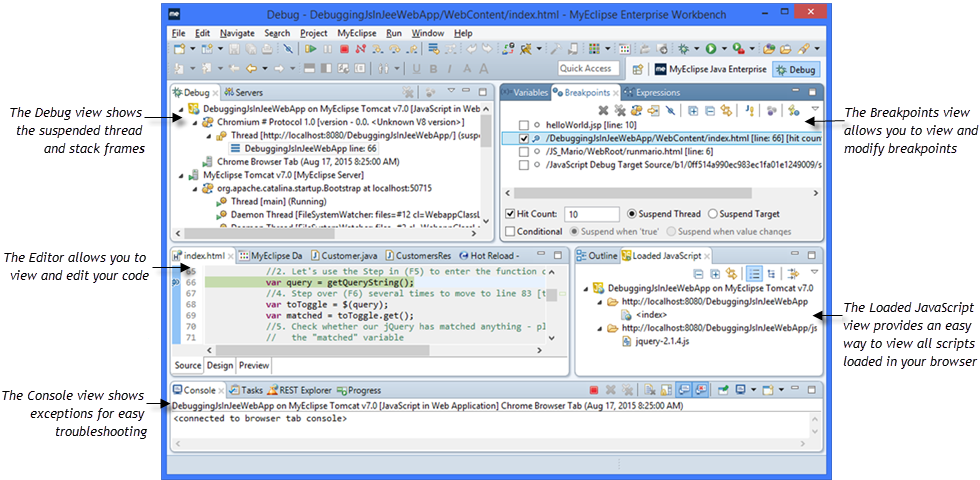 Debug - DebuggingJsInJeeWebApp/WebContent/index.html - MyEclipse Enterprise Workbench
me
File Edit Navigate Search Project MyEclipse Run Window Help
B I U A A
Quick Access
me MyEclipse Java Enterprise Debug
The Debug view shows
the suspended thread
and stack frames
Debug Servers
DebuggingJsInJeeWebApp on MyEclipse Tomcat v7.0 [JavaScript in Web
Chromium # Protocol 1.0 [version - 0.0. <Unknown V8 version>]
Thread [http://localhost:8080/DebuggingJsInJeeWebApp/] (suspe
DebuggingJsInJeeWebApp line: 66
Chrome Browser Tab (Aug 17, 2015 8:25:00 AM)
MyEclipse Tomcat v7.0 [MyEclipse Server]
org.apache.catalina.startup.Bootstrap at localhost:50715
Thread [main] (Running)
Daemon Thread [FileSystemWatcher: files=#12 cl=WebappClassL
Variables Breakpoints Expressions
helloWorld.jsp [line: 10]
/DebuggingJsInJeeWebApp/WebContent/index.html [line: 66] [hit coun
/JS_Mario/WebRoot/runmario.html [line: 6]
/JavaScript Debug Target Source/b1/0ff514a990ec983ec1fa01e1249009/s
Hit Count: 10 Suspend Thread Suspend Target
Conditional Suspend when 'true' Suspend when value changes
The Breakpoints view
allows you to view and
modify breakpoints
The Editor allows you to
view and edit your code
index.html MyEclipse Da Customer.java CustomersRes Hot Reload -
65 //2. Let's use the Step in (F5) to enter the function c
66 var query = getQueryString();
67 //4. Step over (F6) several times to move to line 83 [t
68 var toToggle = $(query);
69 var matched = toToggle.get();
70 //5. Check whether our jQuery has matched anything - pl
71 // the "matched" variable
Source Design Preview
Outline Loaded JavaScript
DebuggingJsInJeeWebApp on MyEclipse Tomcat v7.0
http://localhost:8080/DebuggingJsInJeeWebApp
<index>
http://localhost:8080/DebuggingJsInJeeWebApp/js
jquery-2.1.4.js
The Loaded JavaScript
view provides an easy
way to view all scripts
loaded in your browser
The Console view shows
exceptions for easy
troubleshooting
Console Tasks REST Explorer Progress
DebuggingJsInJeeWebApp on MyEclipse Tomcat v7.0 [JavaScript in Web Application] Chrome Browser Tab (Aug 17, 2015 8:25:00 AM)
<connected to browser tab console>